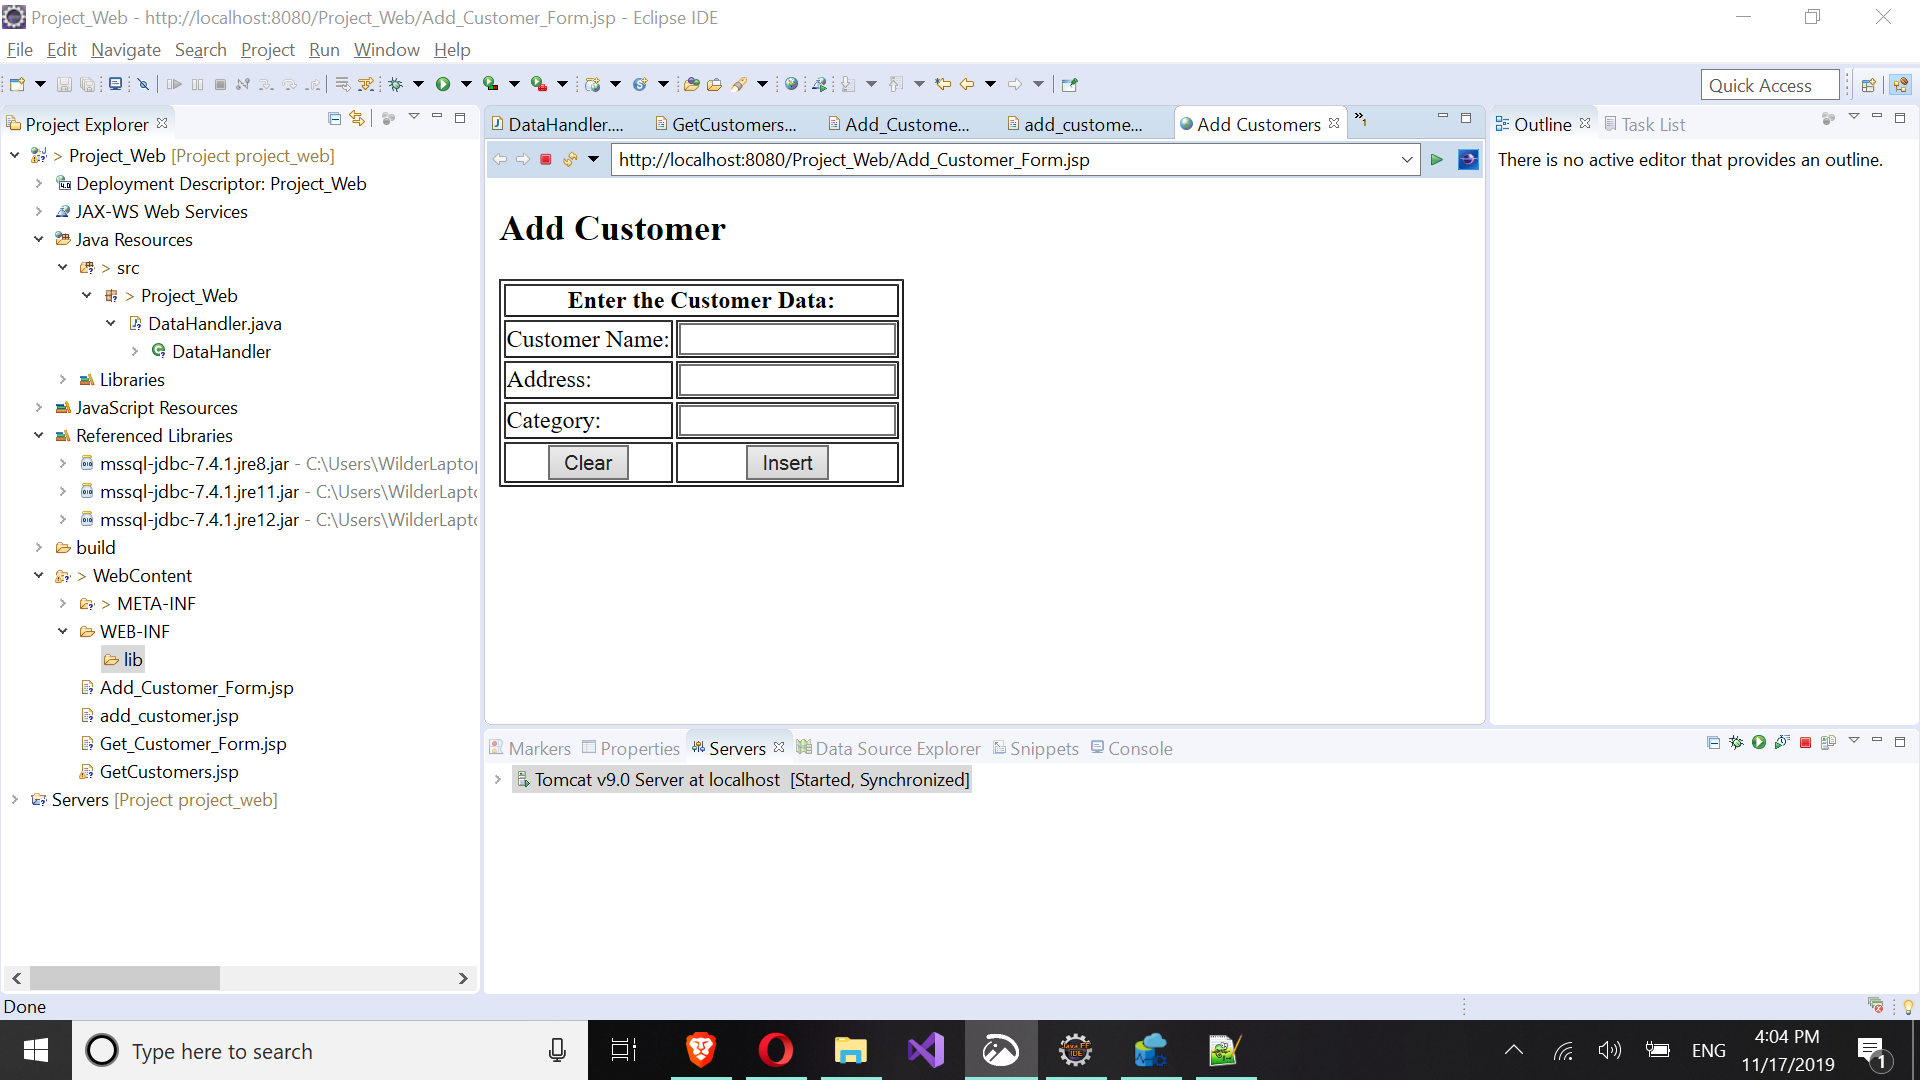 Project_Web - http://localhost:8080/Project_Web/Add_Customer_Form.jsp - Eclipse IDE
File Edit Navigate Search Project Run Window Help
Quick Access
Project Explorer
DataHandler.... GetCustomers... Add_Custome... add_custome... Add Customers »1
Outline Task List
http://localhost:8080/Project_Web/Add_Customer_Form.jsp
There is no active editor that provides an outline.
> Project_Web [Project project_web]
Deployment Descriptor: Project_Web
JAX-WS Web Services
Java Resources
> src
> Project_Web
DataHandler.java
DataHandler
Libraries
JavaScript Resources
Referenced Libraries
mssql-jdbc-7.4.1.jre8.jar - C:\Users\WilderLaptop
mssql-jdbc-7.4.1.jre11.jar - C:\Users\WilderLapto
mssql-jdbc-7.4.1.jre12.jar - C:\Users\WilderLapto
build
> WebContent
> META-INF
WEB-INF
lib
Add_Customer_Form.jsp
add_customer.jsp
Get_Customer_Form.jsp
GetCustomers.jsp
Servers [Project project_web]
Add Customer
Enter the Customer Data:
Customer Name:
Address:
Category:
Clear Insert
Markers Properties Servers Data Source Explorer Snippets Console
Tomcat v9.0 Server at localhost [Started, Synchronized]
Done
Type here to search
ENG
4:04 PM
11/17/2019
1